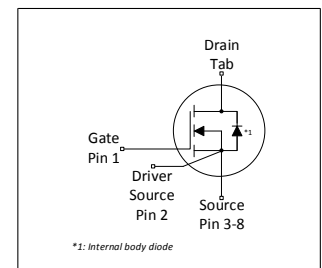 Drain
Tab
*1
Gate
Pin 1
Driver
Source
Pin 2
Source
Pin 3-8
*1: Internal body diode